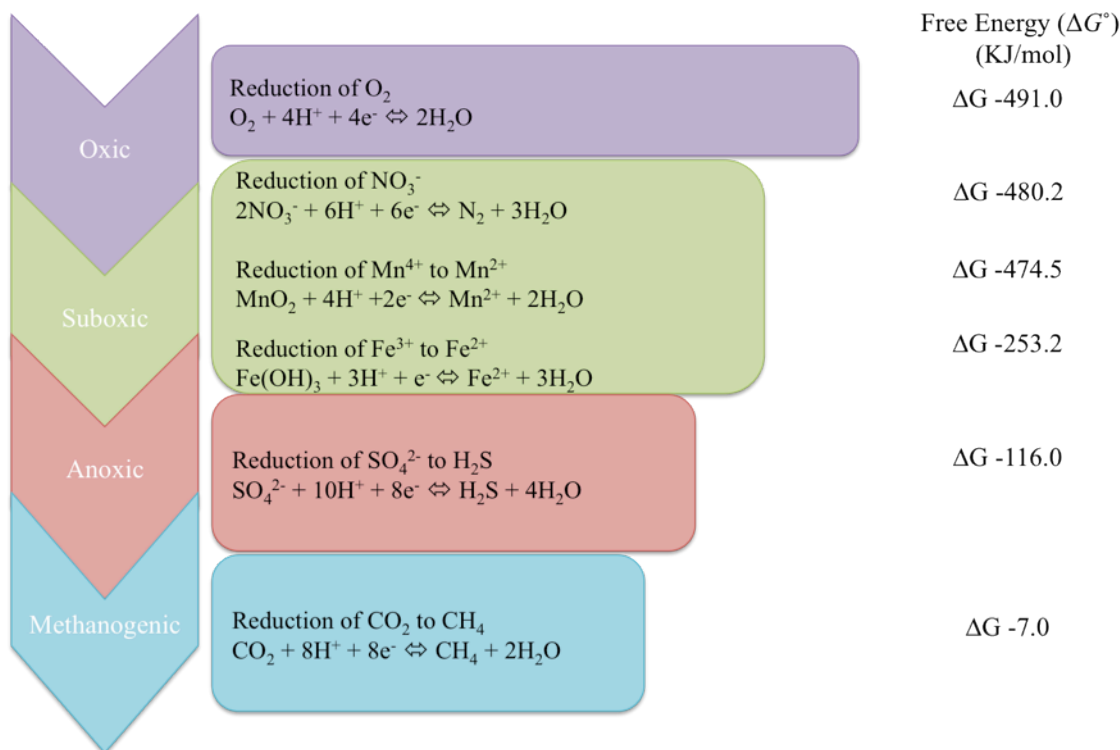 Free Energy (ΔG°)
(KJ/mol)
Oxic
Reduction of O₂
O₂ + 4H⁺ + 4e⁻ ⇔ 2H₂O
ΔG -491.0
Suboxic
Reduction of NO₃⁻
2NO₃⁻ + 6H⁺ + 6e⁻ ⇔ N₂ + 3H₂O
ΔG -480.2
Reduction of Mn⁴⁺ to Mn²⁺
MnO₂ + 4H⁺ +2e⁻ ⇔ Mn²⁺ + 2H₂O
ΔG -474.5
Reduction of Fe³⁺ to Fe²⁺
Fe(OH)₃ + 3H⁺ + e⁻ ⇔ Fe²⁺ + 3H₂O
ΔG -253.2
Anoxic
Reduction of SO₄²⁻ to H₂S
SO₄²⁻ + 10H⁺ + 8e⁻ ⇔ H₂S + 4H₂O
ΔG -116.0
Methanogenic
Reduction of CO₂ to CH₄
CO₂ + 8H⁺ + 8e⁻ ⇔ CH₄ + 2H₂O
ΔG -7.0